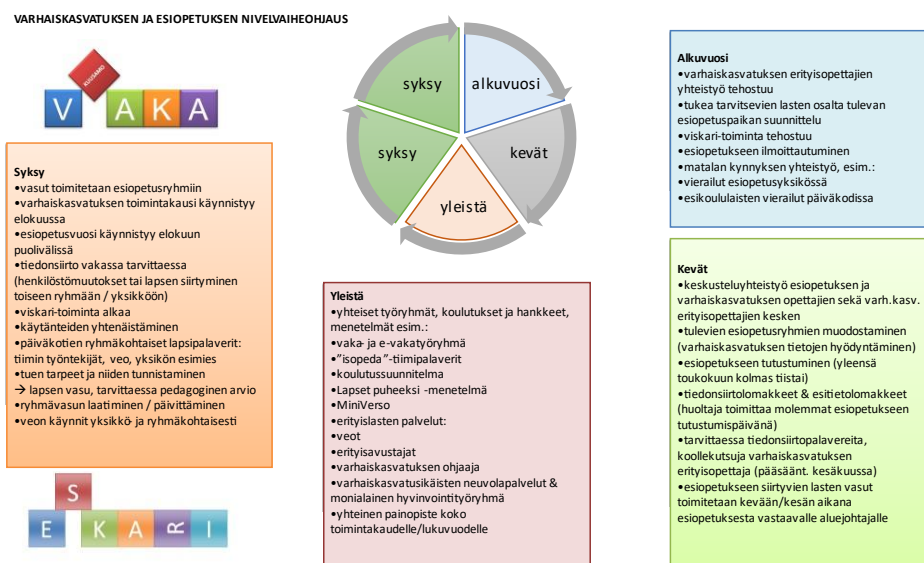 VARHAISKASVATUKSEN JA ESIOPETUKSEN NIVELVAIHEOHJAUS
KUUSAMO
V A K A
syksy
alkuvuosi
syksy
kevät
yleistä
Syksy
•vasut toimitetaan esiopetusryhmiin
•varhaiskasvatuksen toimintakausi käynnistyy
elokuussa
•esiopetusvuosi käynnistyy elokuun
puolivälissä
•tiedonsiirto vakassa tarvittaessa
(henkilöstömuutokset tai lapsen siirtyminen
toiseen ryhmään / yksikköön)
•viskari-toiminta alkaa
•käytänteiden yhtenäistäminen
•päiväkotien ryhmäkohtaiset lapsipalaverit:
tiimin työntekijät, veo, yksikön esimies
•tuen tarpeet ja niiden tunnistaminen
→ lapsen vasu, tarvittaessa pedagoginen arvio
•ryhmävasun laatiminen / päivittäminen
•veon käynnit yksikkö- ja ryhmäkohtaisesti
S
E K A R I
Yleistä
•yhteiset työryhmät, koulutukset ja hankkeet,
menetelmät esim.:
•vaka- ja e-vakatyöryhmä
•"isopeda"-tiimipalaverit
•koulutussuunnitelma
•Lapset puheeksi -menetelmä
•MiniVerso
•erityislasten palvelut:
•veot
•erityisavustajat
•varhaiskasvatuksen ohjaaja
•varhaiskasvatusikäisten neuvolapalvelut &
monialainen hyvinvointityöryhmä
•yhteinen painopiste koko
toimintakaudelle/lukuvuodelle
Alkuvuosi
•varhaiskasvatuksen erityisopettajien
yhteistyö tehostuu
•tukea tarvitsevien lasten osalta tulevan
esiopetuspaikan suunnittelu
•viskari-toiminta tehostuu
•esiopetukseen ilmoittautuminen
•matalan kynnyksen yhteistyö, esim.:
•vierailut esiopetusyksikössä
•esikoululaisten vierailut päiväkodissa
Kevät
•keskusteluyhteistyö esiopetuksen ja
varhaiskasvatuksen opettajien sekä varh.kasv.
erityisopettajien kesken
•tulevien esiopetusryhmien muodostaminen
(varhaiskasvatuksen tietojen hyödyntäminen)
•esiopetukseen tutustuminen (yleensä
toukokuun kolmas tiistai)
•tiedonsiirtolomakkeet & esitietolomakkeet
(huoltaja toimittaa molemmat esiopetukseen
tutustumispäivänä)
•tarvittaessa tiedonsiirtopalavereita,
koollekutsuja varhaiskasvatuksen
erityisopettaja (pääsäänt. kesäkuussa)
•esiopetukseen siirtyvien lasten vasut
toimitetaan kevään/kesän aikana
esiopetuksesta vastaavalle aluejohtajalle